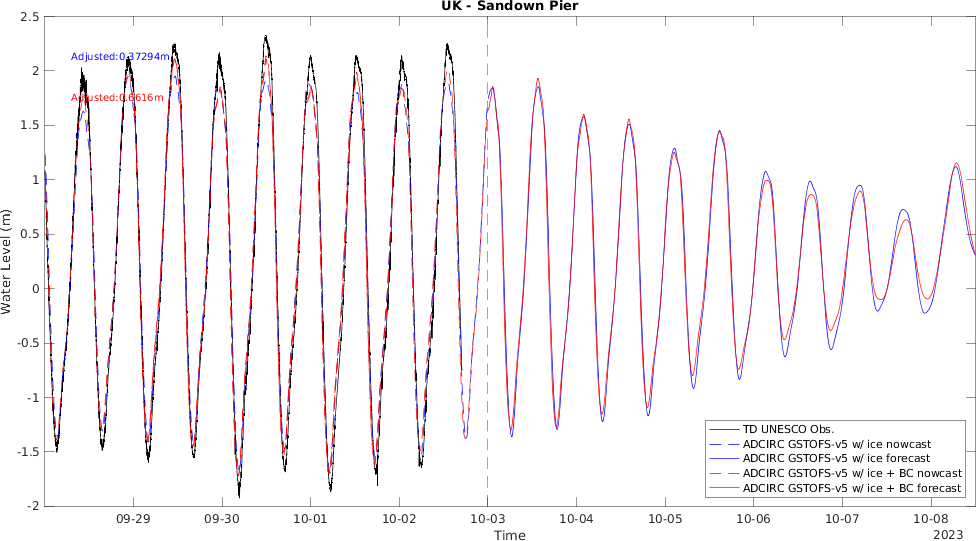 UK - Sandown Pier
2.5
2
1.5
1
0.5
0
-0.5
-1
-1.5
-2
Water Level (m)
Adjusted:0.37294m
Adjusted:0.6616m
TD UNESCO Obs.
ADCIRC GSTOFS-v5 w/ ice nowcast
ADCIRC GSTOFS-v5 w/ ice forecast
ADCIRC GSTOFS-v5 w/ ice + BC nowcast
ADCIRC GSTOFS-v5 w/ ice + BC forecast
09-29 09-30 10-01 10-02 10-03 10-04 10-05 10-06 10-07 10-08
Time
2023